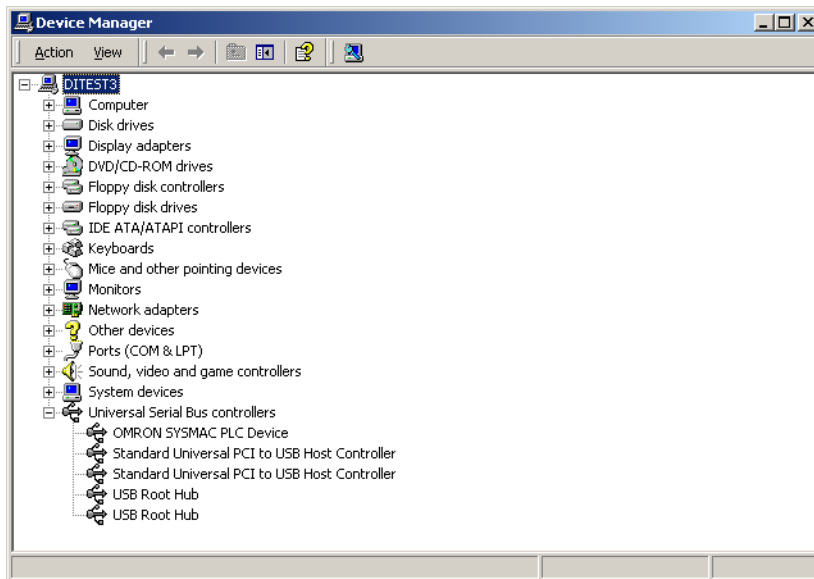 Device Manager
Action View
DITEST3
Computer
Disk drives
Display adapters
DVD/CD-ROM drives
Floppy disk controllers
Floppy disk drives
IDE ATA/ATAPI controllers
Keyboards
Mice and other pointing devices
Monitors
Network adapters
Other devices
Ports (COM & LPT)
Sound, video and game controllers
System devices
Universal Serial Bus controllers
OMRON SYSMAC PLC Device
Standard Universal PCI to USB Host Controller
Standard Universal PCI to USB Host Controller
USB Root Hub
USB Root Hub